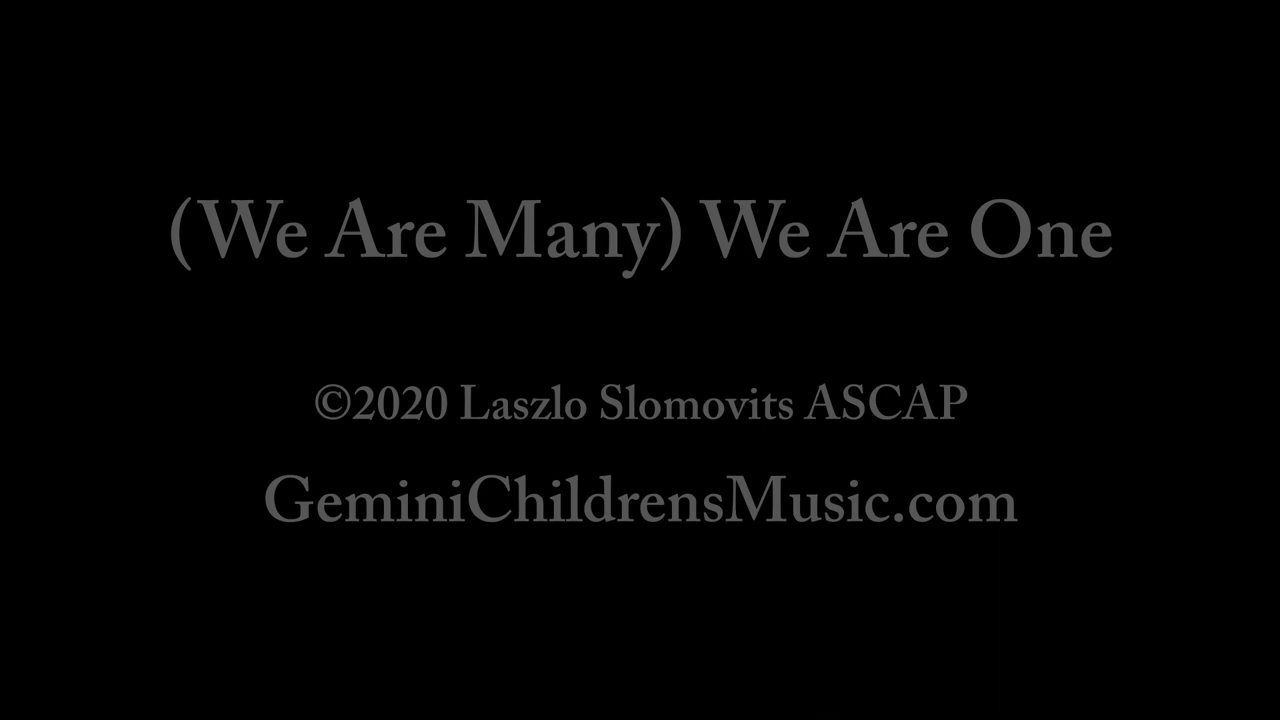 (We Are Many) We Are One
©2020 Laszlo Slomovits ASCAP
GeminiChildrensMusic.com